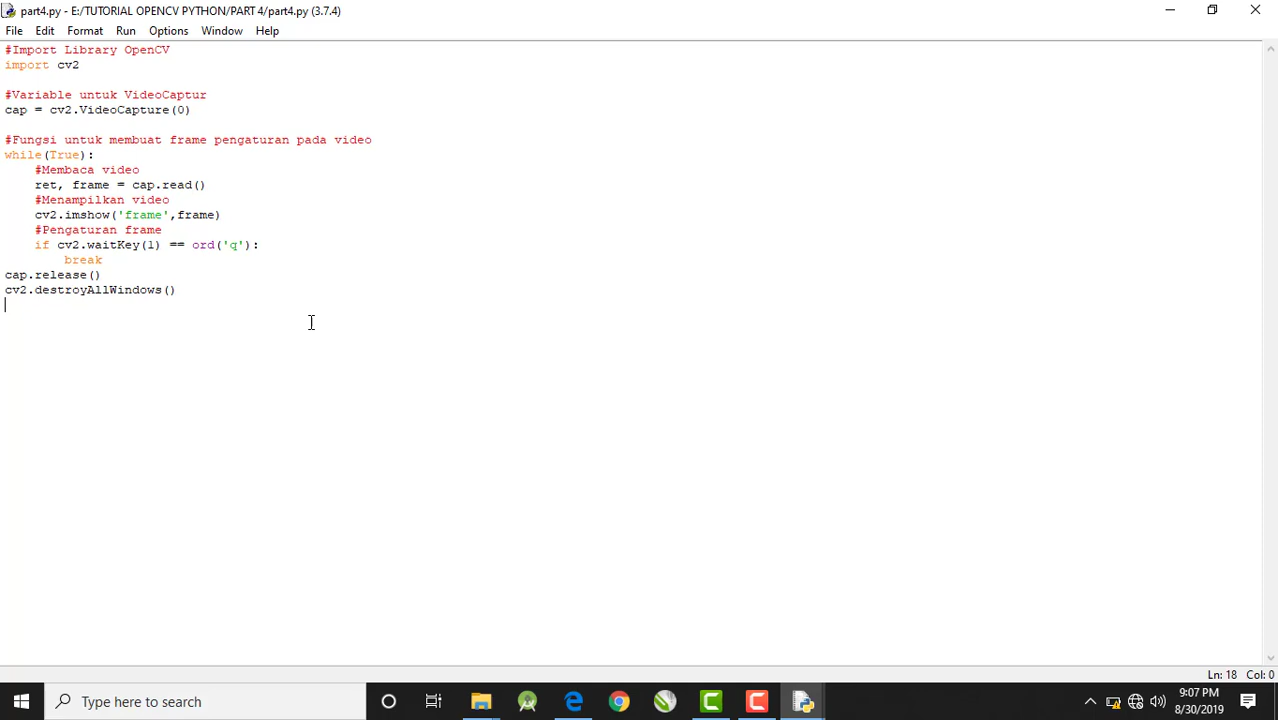 part4.py - E:/TUTORIAL OPENCV PYTHON/PART 4/part4.py (3.7.4)
File Edit Format Run Options Window Help
#Import Library OpenCV
import cv2
#Variable untuk VideoCaptur
cap = cv2.VideoCapture(0)
#Fungsi untuk membuat frame pengaturan pada video
while(True):
    #Membaca video
    ret, frame = cap.read()
    #Menampilkan video
    cv2.imshow('frame',frame)
    #Pengaturan frame
    if cv2.waitKey(1) == ord('q'):
        break
cap.release()
cv2.destroyAllWindows()
Ln: 18 Col: 0
Type here to search
9:07 PM
8/30/2019